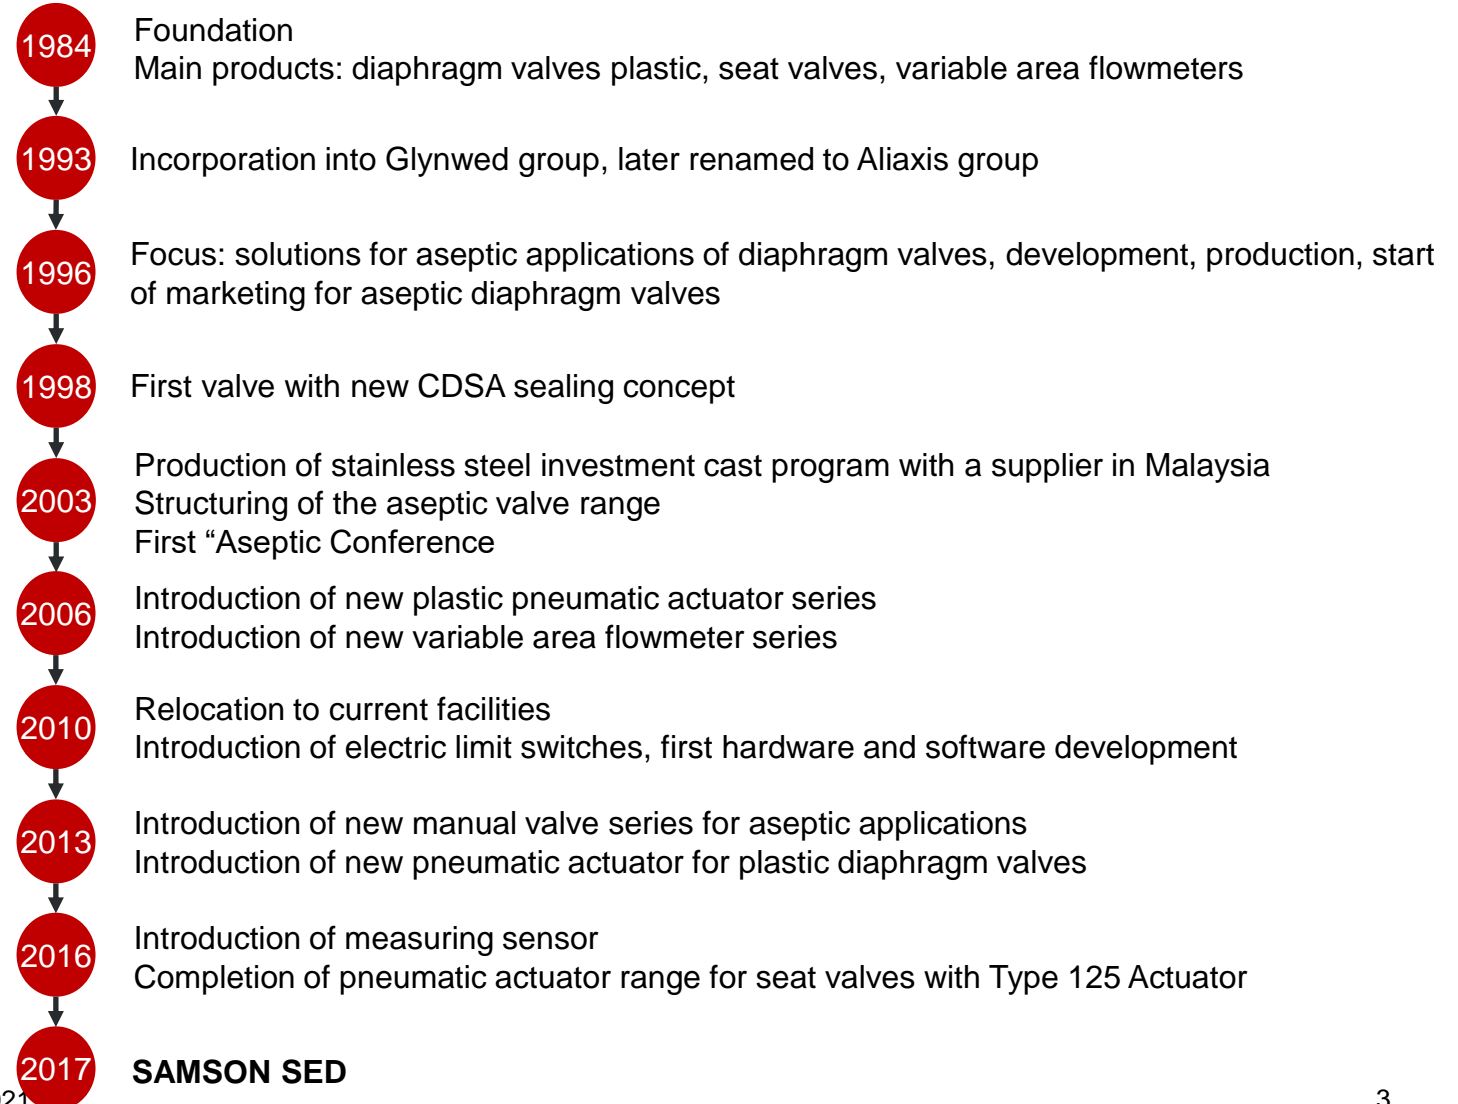 1984
Foundation
Main products: diaphragm valves plastic, seat valves, variable area flowmeters
1993
Incorporation into Glynwed group, later renamed to Aliaxis group
1996
Focus: solutions for aseptic applications of diaphragm valves, development, production, start
of marketing for aseptic diaphragm valves
1998
First valve with new CDSA sealing concept
2003
Production of stainless steel investment cast program with a supplier in Malaysia
Structuring of the aseptic valve range
First “Aseptic Conference
2006
Introduction of new plastic pneumatic actuator series
Introduction of new variable area flowmeter series
2010
Relocation to current facilities
Introduction of electric limit switches, first hardware and software development
2013
Introduction of new manual valve series for aseptic applications
Introduction of new pneumatic actuator for plastic diaphragm valves
2016
Introduction of measuring sensor
Completion of pneumatic actuator range for seat valves with Type 125 Actuator
2017
SAMSON SED
3